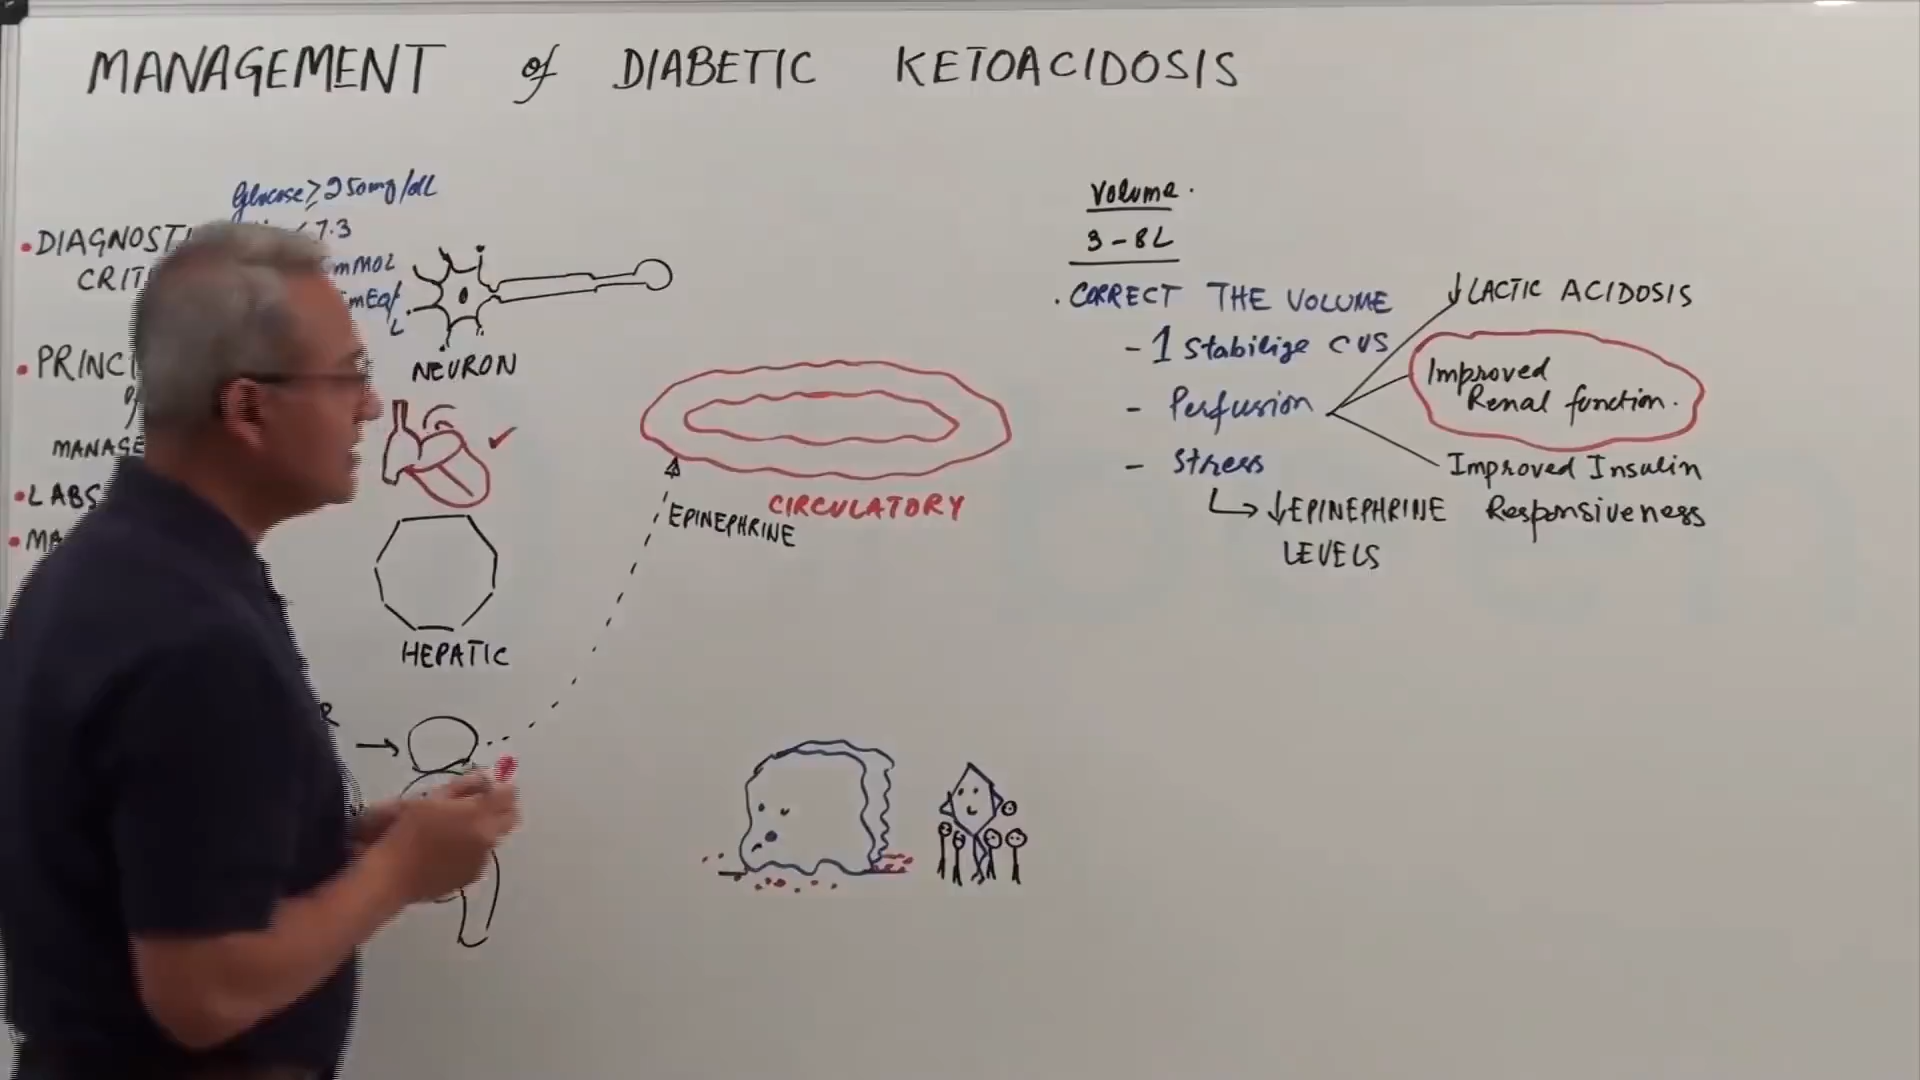 MANAGEMENT of DIABETIC KETOACIDOSIS
Glucose ≥ 250mg/dL
7.3
mMOL
mEq/
L
•DIAGNOSTI
CRIT
•PRINCI
MANAGE
•LABS
•MA
NEURON
HEPATIC
R
EPINEPHRINE
CIRCULATORY
Volume.
3-8L
. CORRECT THE VOLUME
- 1 Stabilize CVS
- Perfusion
- Stress
↳ ↓EPINEPHRINE
LEVELS
↓LACTIC ACIDOSIS
Improved
Renal function.
Improved Insulin
Responsiveness